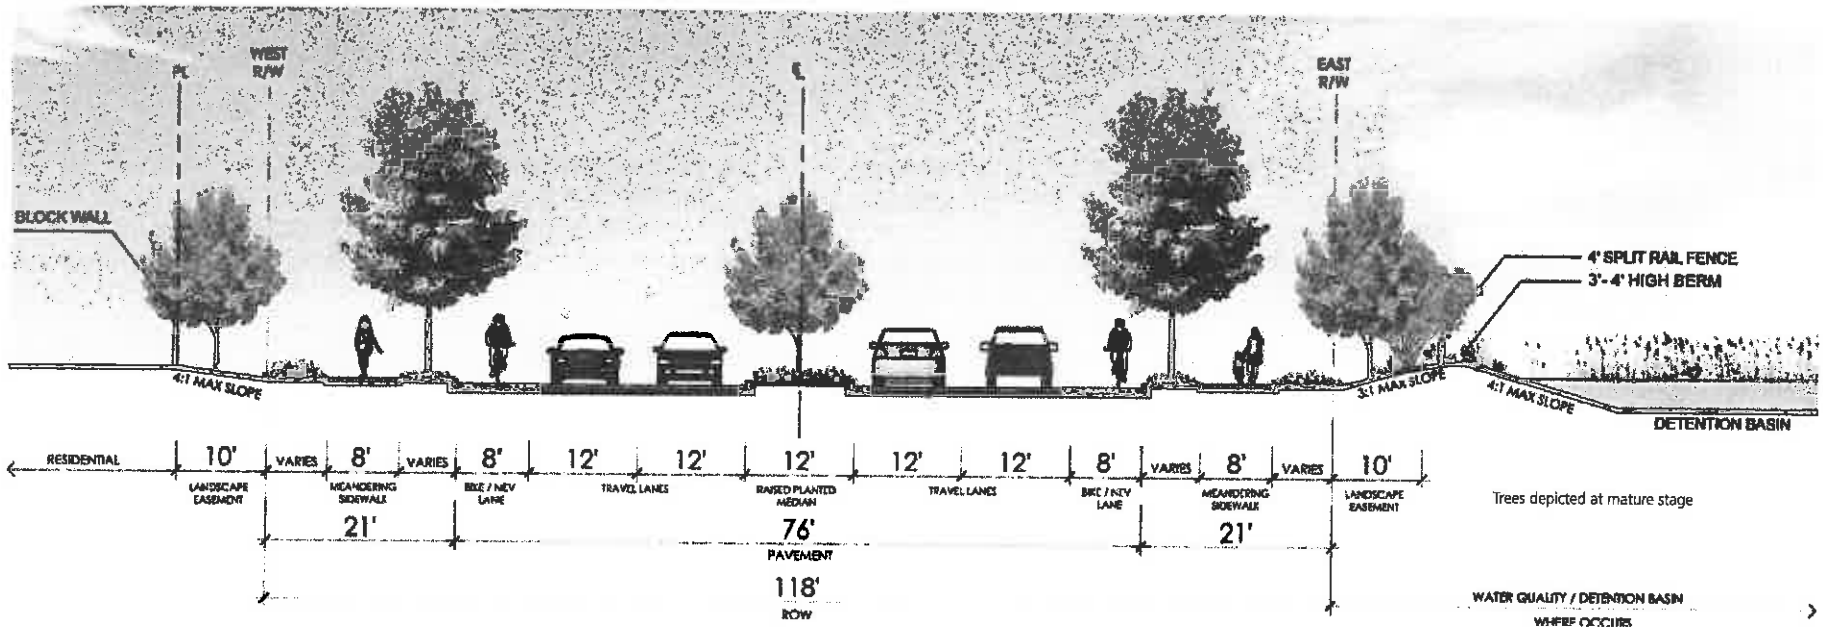 PL
WEST
R/W
℄
EAST
R/W
BLOCK WALL
4' SPLIT RAIL FENCE
3'- 4' HIGH BERM
4:1 MAX SLOPE
3:1 MAX SLOPE
4:1 MAX SLOPE
DETENTION BASIN
RESIDENTIAL
10'
VARIES
8'
VARIES
8'
12'
12'
12'
12'
12'
8'
VARIES
8'
VARIES
10'
LANDSCAPE
EASEMENT
MEANDERING
SIDEWALK
BIKE / NEV
LANE
TRAVEL LANES
RAISED PLANTED
MEDIAN
TRAVEL LANES
BIKE / NEV
LANE
MEANDERING
SIDEWALK
LANDSCAPE
EASEMENT
Trees depicted at mature stage
21'
76'
PAVEMENT
21'
118'
ROW
WATER QUALITY / DETENTION BASIN
WHERE OCCURS